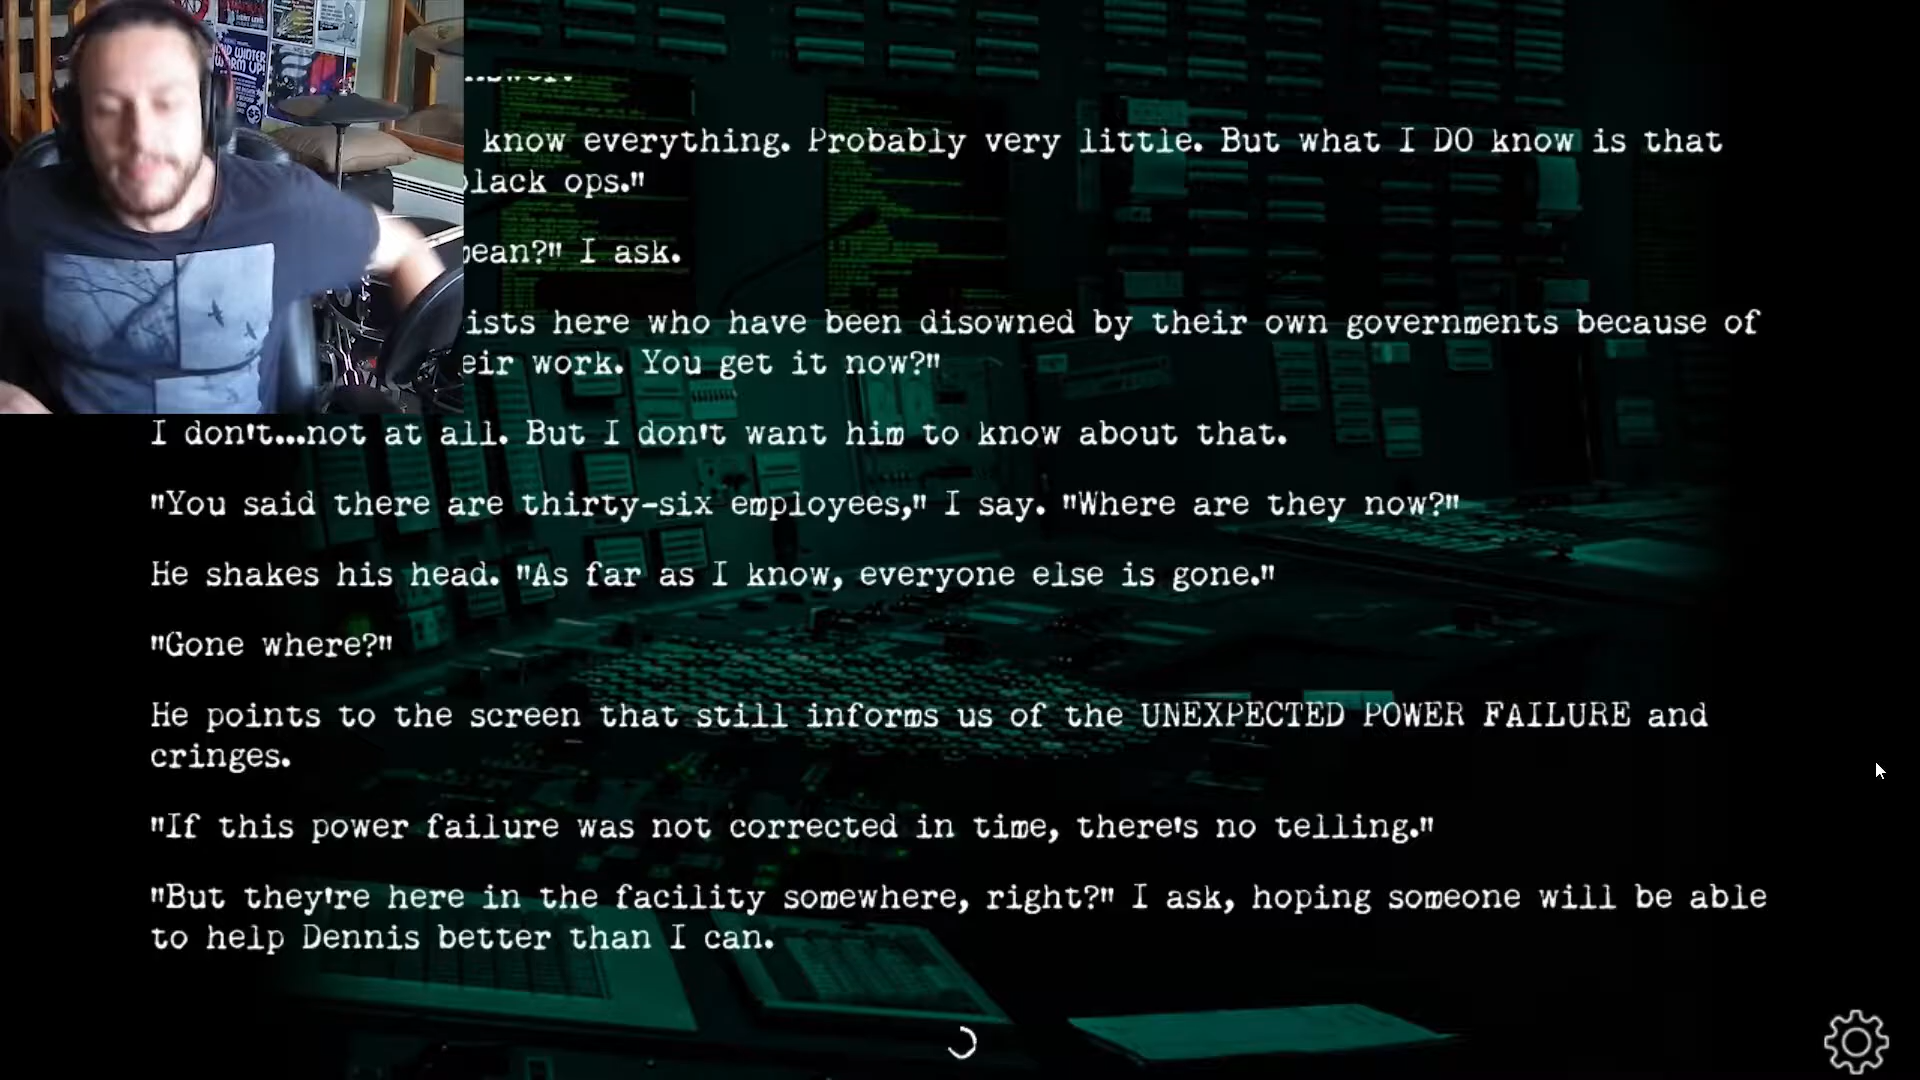 WINTER
WARM UP!
know everything. Probably very little. But what I DO know is that
lack ops."
I ask.
here who have been disowned by their own governments because of
work. You get it now?"
I don't...not at all. But I don't want him to know about that.
"You said there are thirty-six employees," I say. "Where are they now?"
He shakes his head. "As far as I know, everyone else is gone."
"Gone where?"
He points to the screen that still informs us of the UNEXPECTED POWER FAILURE and
cringes.
"If this power failure was not corrected in time, there's no telling."
"But they're here in the facility somewhere, right?" I ask, hoping someone will be able
to help Dennis better than I can.